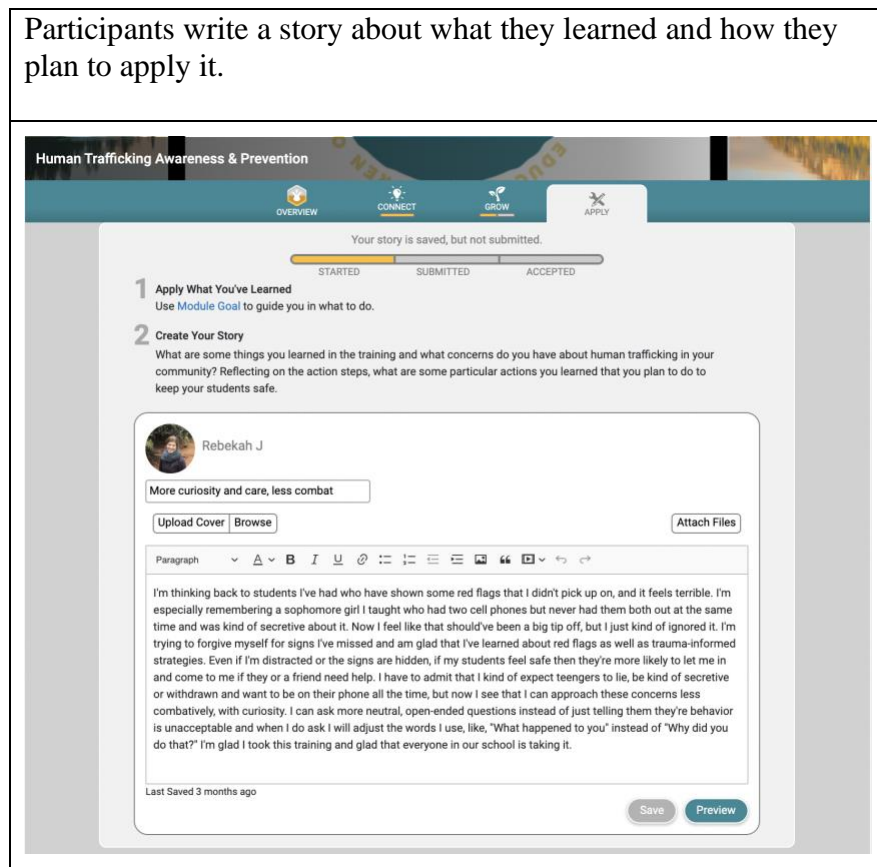 Participants write a story about what they learned and how they
plan to apply it.
Human Trafficking Awareness & Prevention
OVERVIEW
CONNECT
GROW
APPLY
Your story is saved, but not submitted.
STARTED
SUBMITTED
ACCEPTED
1 Apply What You've Learned
Use Module Goal to guide you in what to do.
2 Create Your Story
What are some things you learned in the training and what concerns do you have about human trafficking in your
community? Reflecting on the action steps, what are some particular actions you learned that you plan to do to
keep your students safe.
Rebekah J
More curiosity and care, less combat
Upload Cover Browse
Attach Files
Paragraph A B I U
I'm thinking back to students I've had who have shown some red flags that I didn't pick up on, and it feels terrible. I'm
especially remembering a sophomore girl I taught who had two cell phones but never had them both out at the same
time and was kind of secretive about it. Now I feel like that should've been a big tip off, but I just kind of ignored it. I'm
trying to forgive myself for signs I've missed and am glad that I've learned about red flags as well as trauma-informed
strategies. Even if I'm distracted or the signs are hidden, if my students feel safe then they're more likely to let me in
and come to me if they or a friend need help. I have to admit that I kind of expect teengers to lie, be kind of secretive
or withdrawn and want to be on their phone all the time, but now I see that I can approach these concerns less
combatively, with curiosity. I can ask more neutral, open-ended questions instead of just telling them they're behavior
is unacceptable and when I do ask I will adjust the words I use, like, "What happened to you" instead of "Why did you
do that?" I'm glad I took this training and glad that everyone in our school is taking it.
Last Saved 3 months ago
Save
Preview